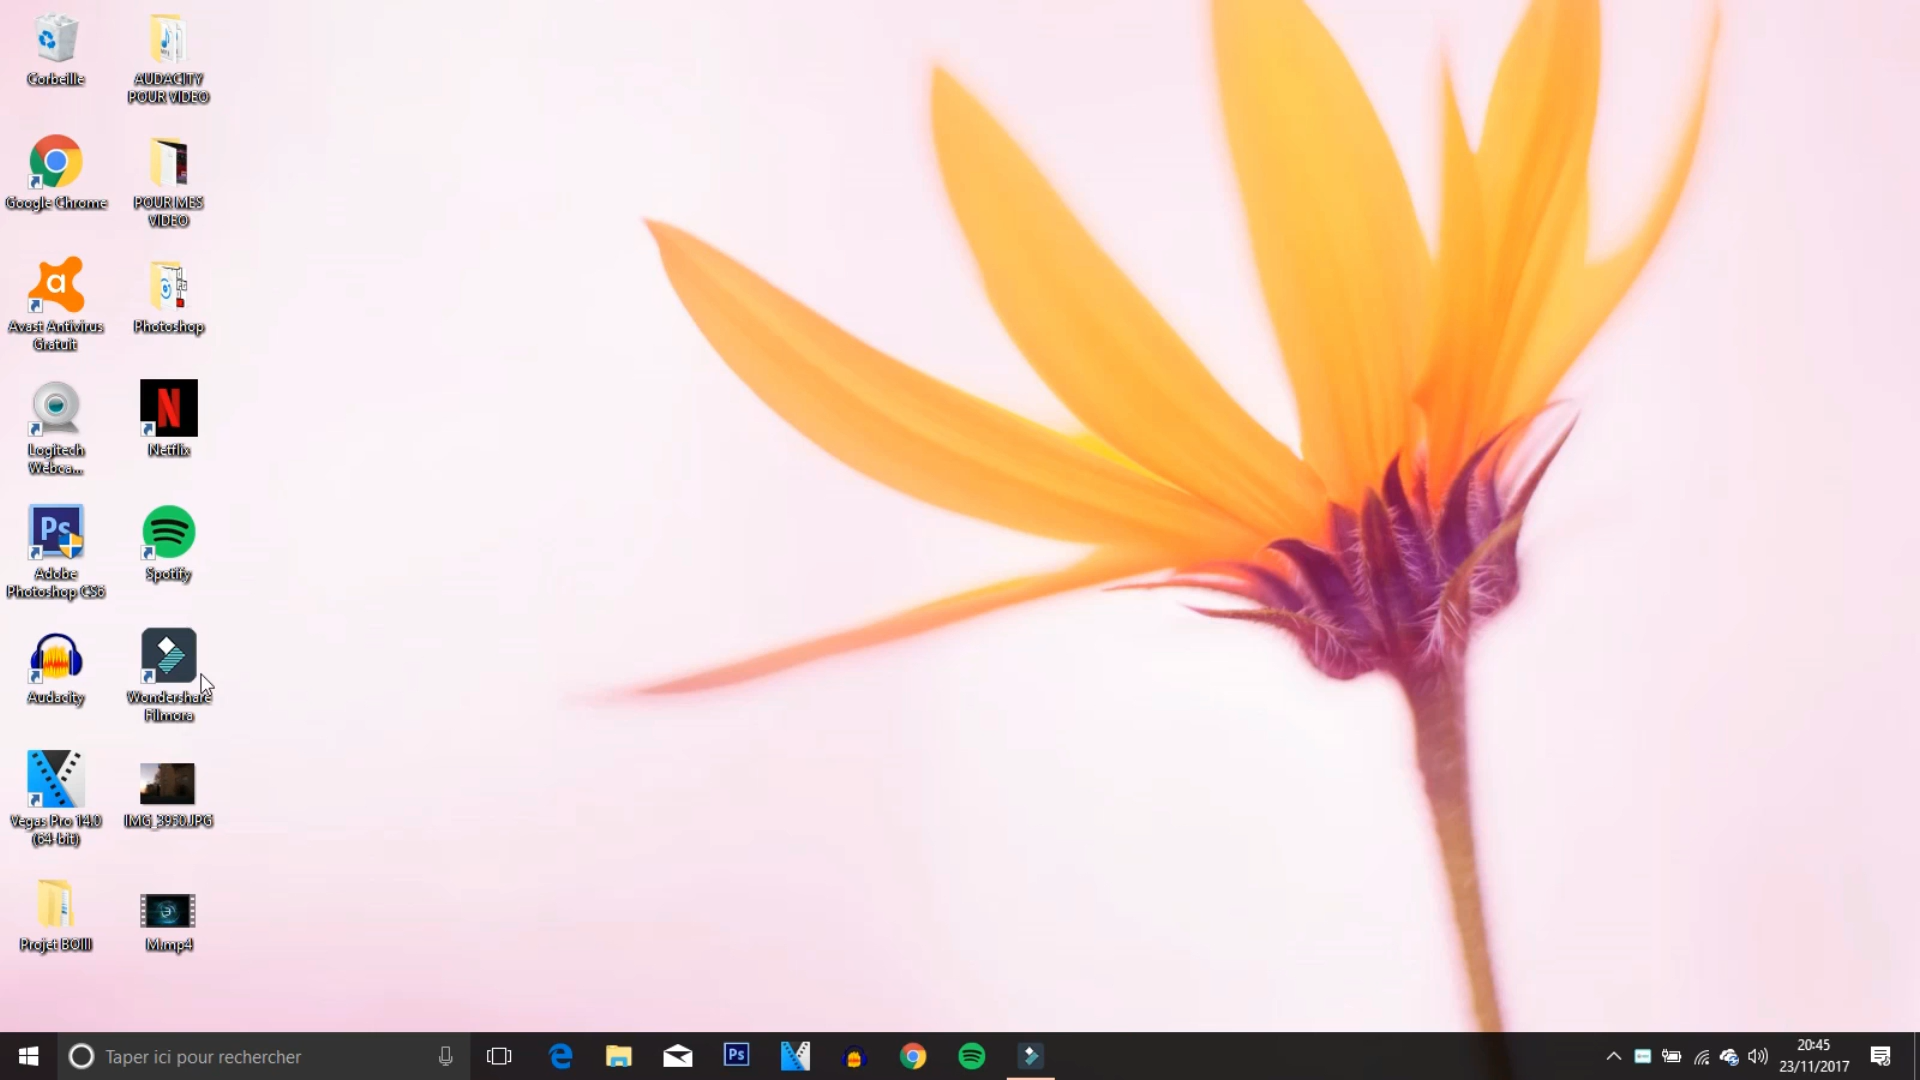 Corbeille
AUDACITY
POUR VIDEO
Google Chrome
POUR MES
VIDEO
Avast Antivirus
Gratuit
Photoshop
Logitech
Webca...
Netflix
Adobe
Photoshop CS6
Spotify
Audacity
Wondershare
Filmora
Vegas Pro 14.0
(64-bit)
IMG_3950.JPG
Projet BOIII
M.mp4
Taper ici pour rechercher
Ps
20:45
23/11/2017